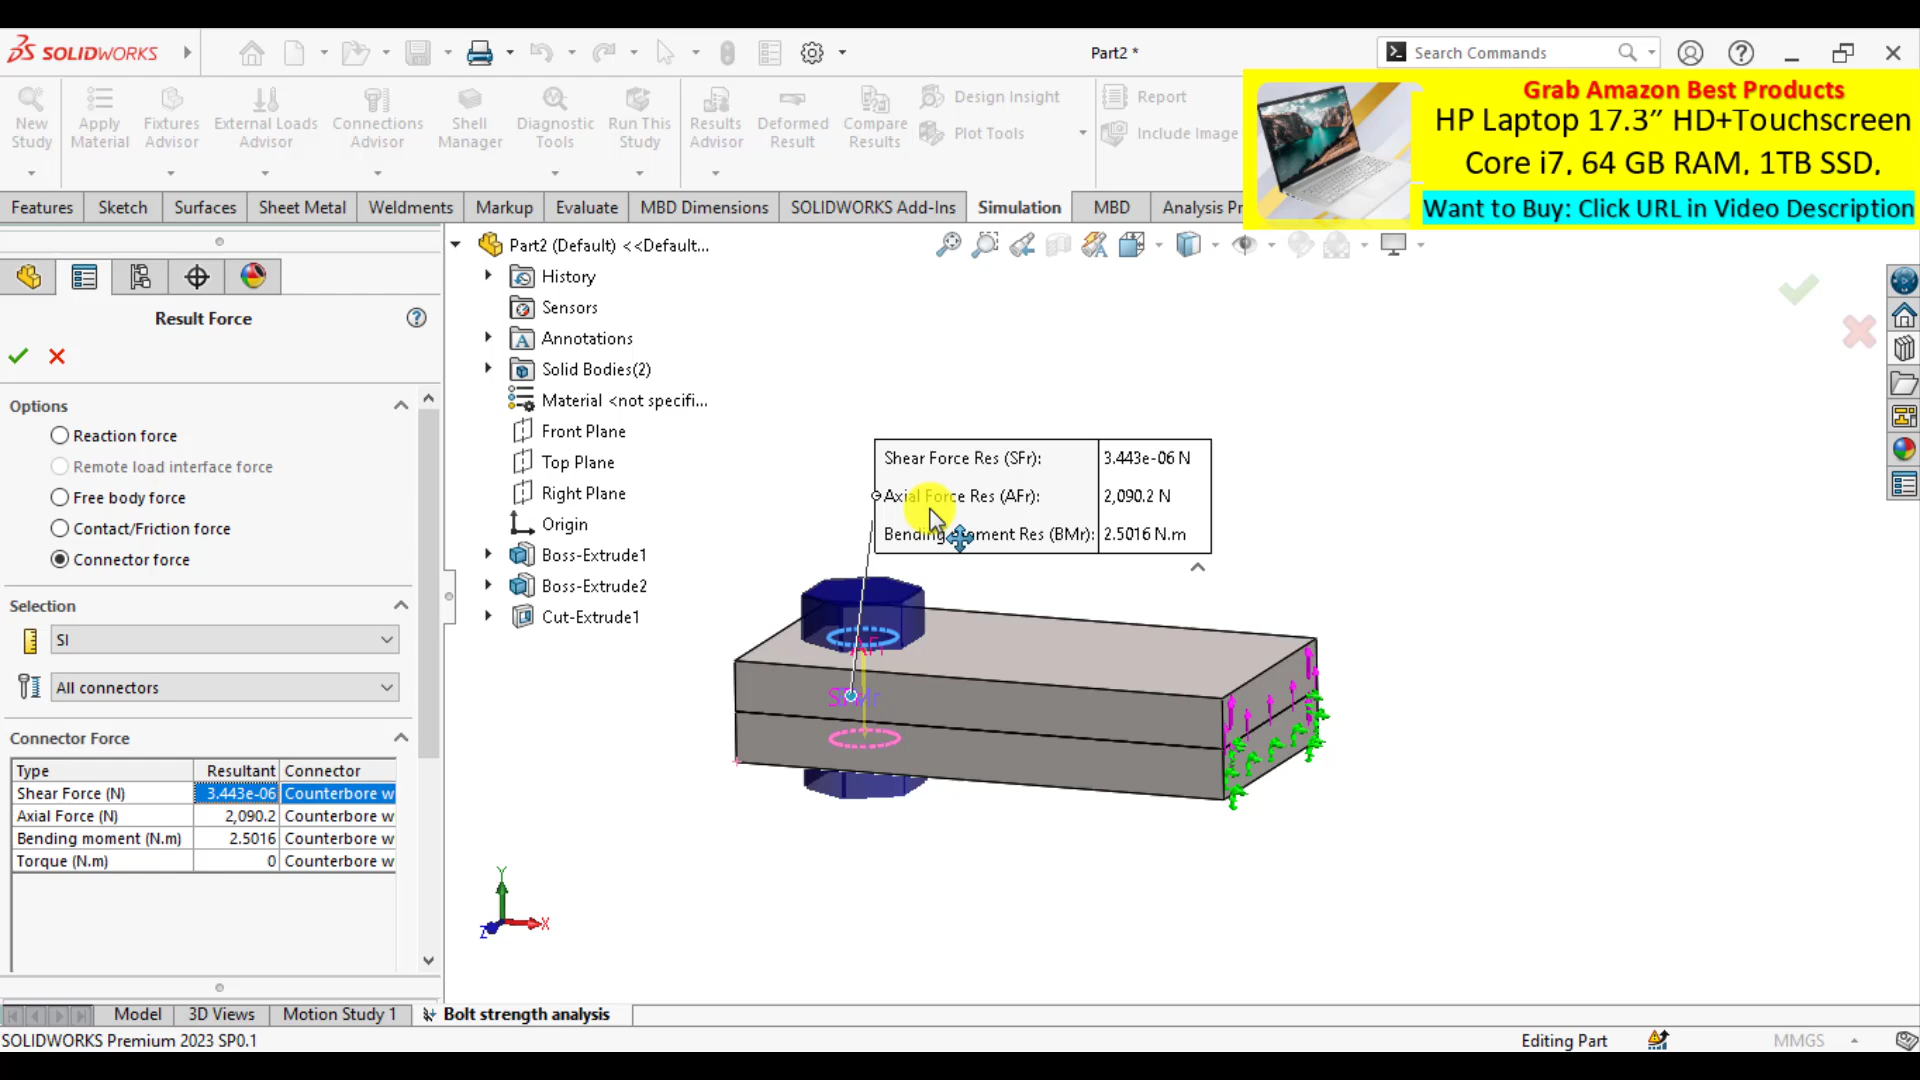 SOLIDWORKS
Part2 *
Search Commands
New Study
Apply Material
Fixtures Advisor
External Loads Advisor
Connections Advisor
Shell Manager
Diagnostic Tools
Run This Study
Results Advisor
Deformed Result
Compare Results
Design Insight
Plot Tools
Report
Include Image
Grab Amazon Best Products
HP Laptop 17.3” HD+Touchscreen
Core i7, 64 GB RAM, 1TB SSD,
Want to Buy: Click URL in Video Description
Features
Sketch
Surfaces
Sheet Metal
Weldments
Markup
Evaluate
MBD Dimensions
SOLIDWORKS Add-Ins
Simulation
MBD
Analysis Pr
Result Force
Options
Reaction force
Remote load interface force
Free body force
Contact/Friction force
Connector force
Selection
SI
All connectors
Connector Force
Type Resultant Connector
Shear Force (N) 3.443e-06 Counterbore w
Axial Force (N) 2,090.2 Counterbore w
Bending moment (N.m) 2.5016 Counterbore w
Torque (N.m) 0 Counterbore w
Part2 (Default) <<Default...
History
Sensors
Annotations
Solid Bodies(2)
Material <not specifi...
Front Plane
Top Plane
Right Plane
Origin
Boss-Extrude1
Boss-Extrude2
Cut-Extrude1
Shear Force Res (SFr): 3.443e-06 N
Axial Force Res (AFr): 2,090.2 N
Bending Moment Res (BMr): 2.5016 N.m
AFr
Y
X
Z
Model
3D Views
Motion Study 1
Bolt strength analysis
SOLIDWORKS Premium 2023 SP0.1
Editing Part
MMGS